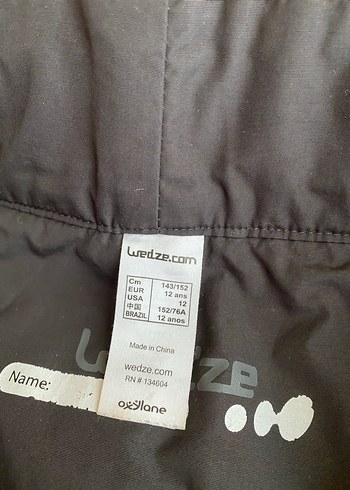 wedze.com
Cm 143/152
EUR 12 ans
USA 12
中国 152/76A
BRAZIL 12 anos
Made in China
wedze.com
RN # 134604
oxylane
wedze
Name: